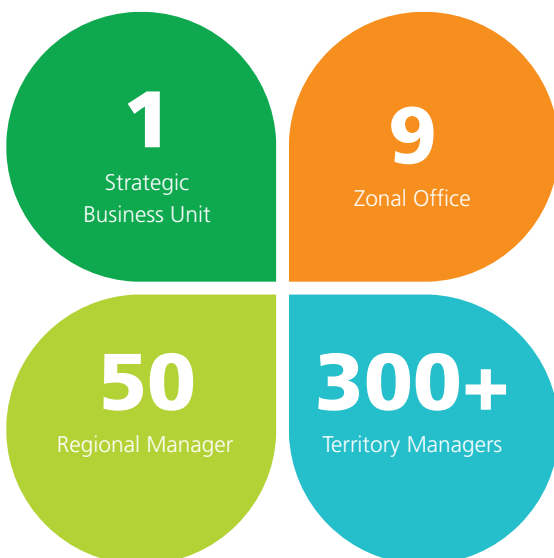 1
Strategic
Business Unit
9
Zonal Office
50
Regional Manager
300+
Territory Managers